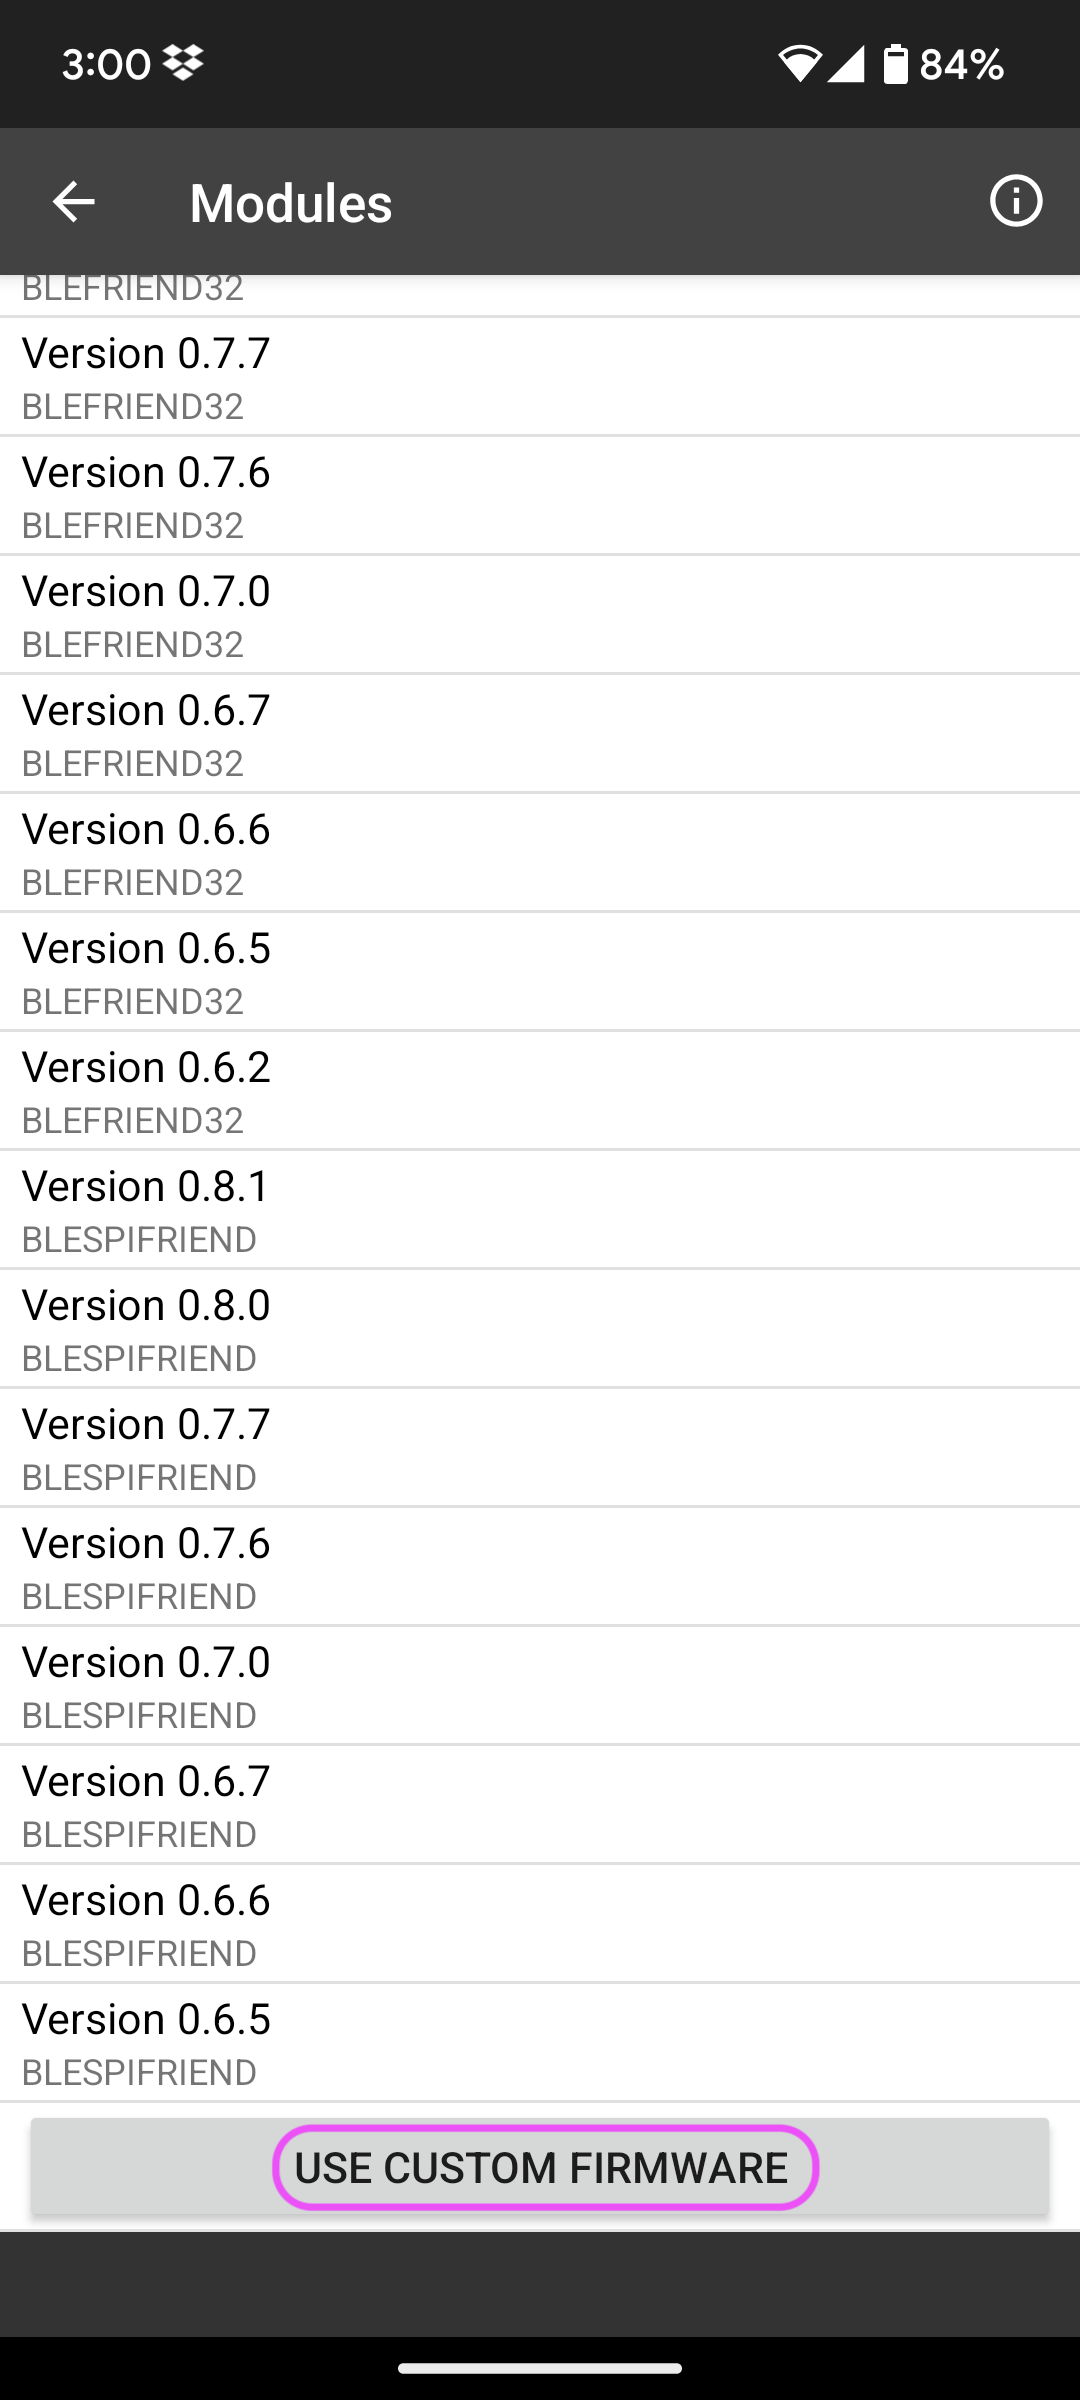 3:00 84%
Modules
BLEFRIEND32
Version 0.7.7
BLEFRIEND32
Version 0.7.6
BLEFRIEND32
Version 0.7.0
BLEFRIEND32
Version 0.6.7
BLEFRIEND32
Version 0.6.6
BLEFRIEND32
Version 0.6.5
BLEFRIEND32
Version 0.6.2
BLEFRIEND32
Version 0.8.1
BLESPIFRIEND
Version 0.8.0
BLESPIFRIEND
Version 0.7.7
BLESPIFRIEND
Version 0.7.6
BLESPIFRIEND
Version 0.7.0
BLESPIFRIEND
Version 0.6.7
BLESPIFRIEND
Version 0.6.6
BLESPIFRIEND
Version 0.6.5
BLESPIFRIEND
USE CUSTOM FIRMWARE